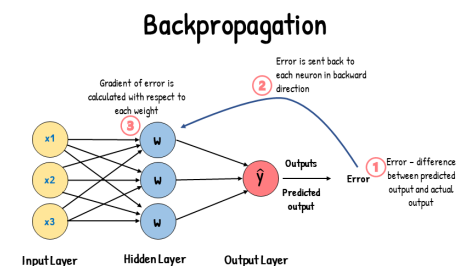 Backpropagation
Error is sent back to
each neuron in backward
direction
2
Gradient of error is
calculated with respect to
each weight
3
x1
x2
x3
w
w
w
ŷ
Outputs
Predicted
output
Error
1
Error - difference
between predicted
output and actual
output
Input Layer
Hidden Layer
Output Layer